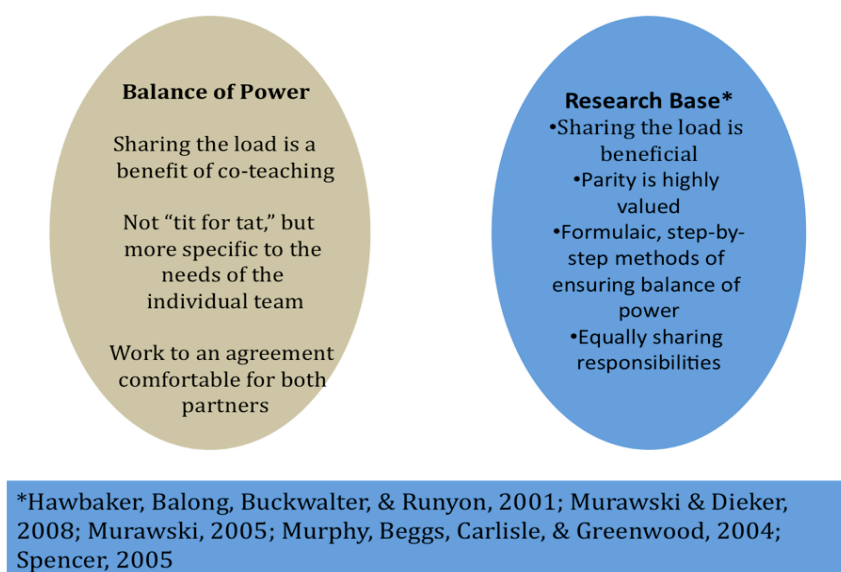 Balance of Power
Sharing the load is a
benefit of co-teaching
Not “tit for tat,” but
more specific to the
needs of the
individual team
Work to an agreement
comfortable for both
partners
Research Base*
•Sharing the load is
beneficial
•Parity is highly
valued
•Formulaic, step-by-
step methods of
ensuring balance of
power
•Equally sharing
responsibilities
*Hawbaker, Balong, Buckwalter, & Runyon, 2001; Murawski & Dieker,
2008; Murawski, 2005; Murphy, Beggs, Carlisle, & Greenwood, 2004;
Spencer, 2005